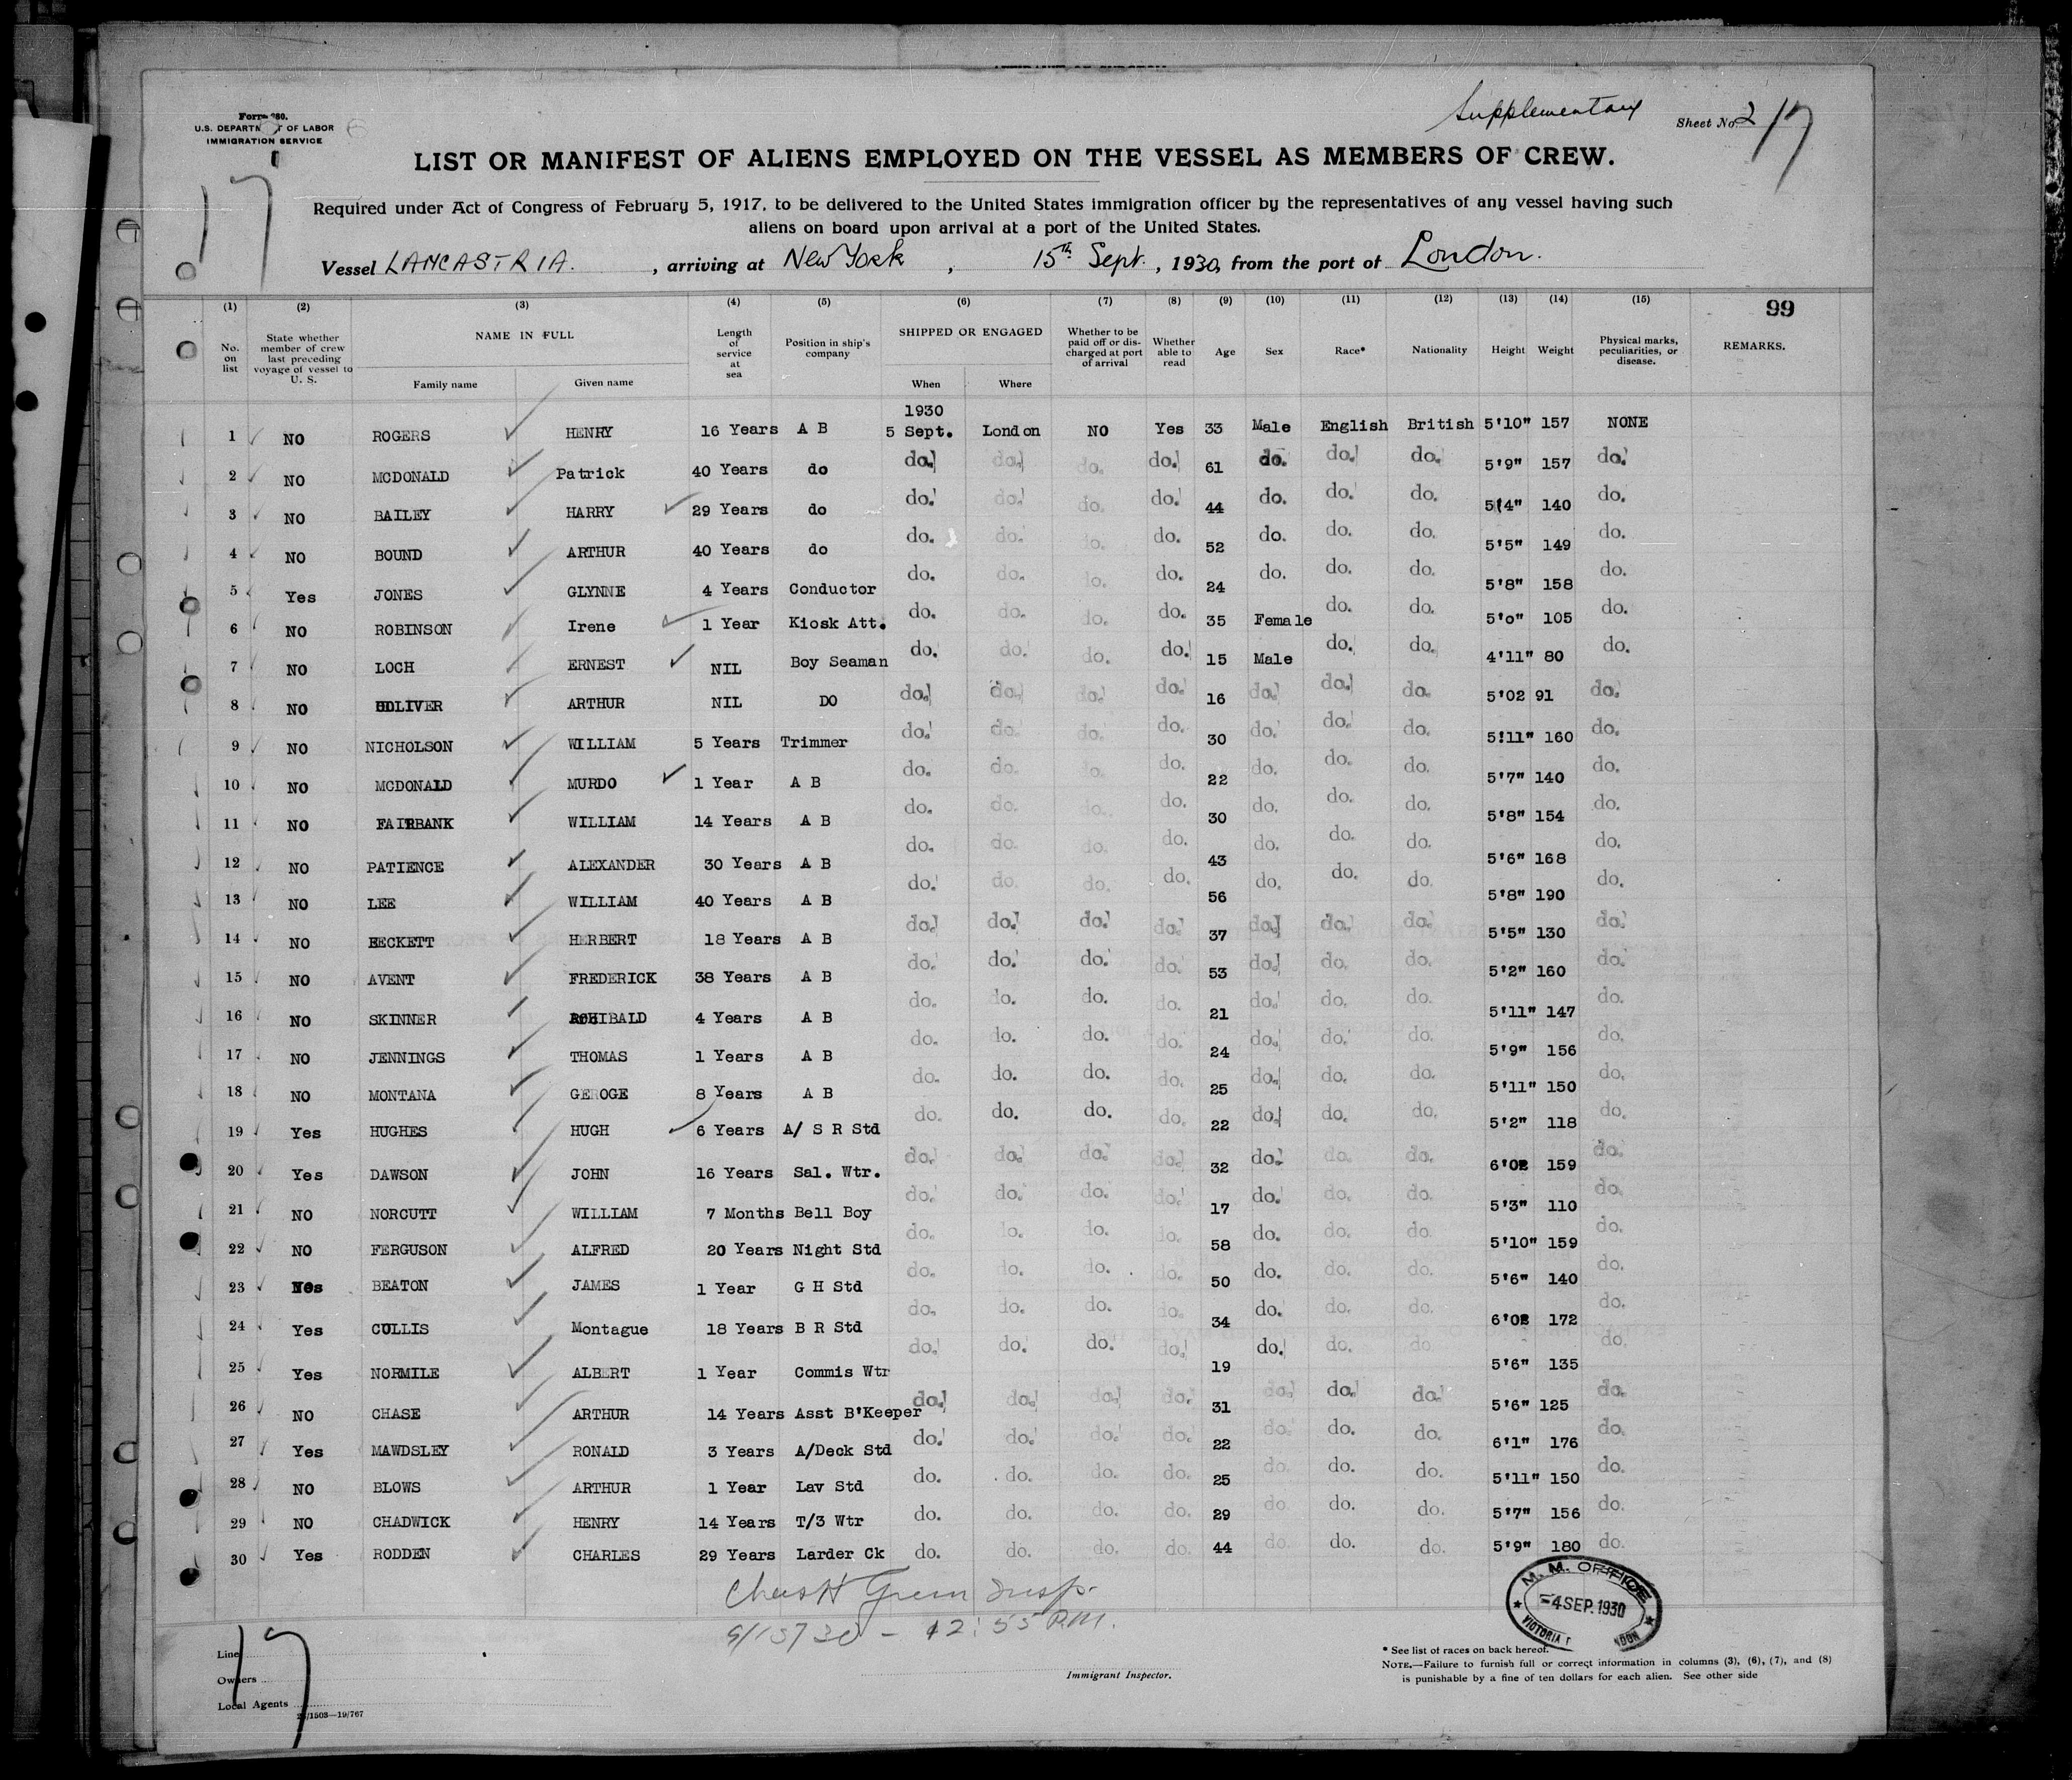 Form 680.
U.S. DEPARTMENT OF LABOR
IMMIGRATION SERVICE
Supplementary Sheet No. 2 17
17
LIST OR MANIFEST OF ALIENS EMPLOYED ON THE VESSEL AS MEMBERS OF CREW.
Required under Act of Congress of February 5, 1917, to be delivered to the United States immigration officer by the representatives of any vessel having such
aliens on board upon arrival at a port of the United States.
Vessel LANCASTRIA. , arriving at New York , 15th Sept. , 1930, from the port of London.
(1) (2) (3) (4) (5) (6) (7) (8) (9) (10) (11) (12) (13) (14) (15) 99
No. on list State whether member of crew last preceding voyage of vessel to U. S. NAME IN FULL Family name Given name Length of service at sea Position in ship's company SHIPPED OR ENGAGED When Where Whether to be paid off or discharged at port of arrival Whether able to read Age Sex Race* Nationality Height Weight Physical marks, peculiarities, or disease. REMARKS.
1930
1 NO ROGERS HENRY 16 Years A B 5 Sept. London NO Yes 33 Male English British 5'10" 157 NONE
2 NO MCDONALD Patrick 40 Years do do. do. do. do. 61 do. do. do. 5'9" 157 do.
3 NO BAILEY HARRY 29 Years do do. do. do. do. 44 do. do. do. 5'4" 140 do.
4 NO BOUND ARTHUR 40 Years do do. do. do. do. 52 do. do. do. 5'5" 149 do.
5 Yes JONES GLYNNE 4 Years Conductor do. do. do. do. 24 do. do. do. 5'8" 158 do.
6 NO ROBINSON Irene 1 Year Kiosk Att. do. do. do. do. 35 Female do. do. 5'0" 105 do.
7 NO LOCH ERNEST NIL Boy Seaman do. do. do. do. 15 Male do. do. 4'11" 80 do.
8 NO OLIVER ARTHUR NIL DO do. do. do. do. 16 do. do. do. 5'02 91 do.
9 NO NICHOLSON WILLIAM 5 Years Trimmer do. do. do. do. 30 do. do. do. 5'11" 160 do.
10 NO MCDONALD MURDO 1 Year A B do. do. do. do. 22 do. do. do. 5'7" 140 do.
11 NO FAIRBANK WILLIAM 14 Years A B do. do. do. do. 30 do. do. do. 5'8" 154 do.
12 NO PATIENCE ALEXANDER 30 Years A B do. do. do. do. 43 do. do. do. 5'6" 168 do.
13 NO LEE WILLIAM 40 Years A B do. do. do. do. 56 do. do. do. 5'8" 190 do.
14 NO BECKETT HERBERT 18 Years A B do. do. do. do. 37 do. do. do. 5'5" 130 do.
15 NO AVENT FREDERICK 38 Years A B do. do. do. do. 53 do. do. do. 5'2" 160 do.
16 NO SKINNER ARCHIBALD 4 Years A B do. do. do. do. 21 do. do. do. 5'11" 147 do.
17 NO JENNINGS THOMAS 1 Years A B do. do. do. do. 24 do. do. do. 5'9" 156 do.
18 NO MONTANA GEROGE 8 Years A B do. do. do. do. 25 do. do. do. 5'11" 150 do.
19 Yes HUGHES HUGH 6 Years A/ S R Std do. do. do. do. 22 do. do. do. 5'2" 118 do.
20 Yes DAWSON JOHN 16 Years Sal. Wtr. do. do. do. do. 32 do. do. do. 6'02 159 do.
21 NO NORCUTT WILLIAM 7 Months Bell Boy do. do. do. do. 17 do. do. do. 5'3" 110 do.
22 NO FERGUSON ALFRED 20 Years Night Std do. do. do. do. 58 do. do. do. 5'10" 159 do.
23 BEATON JAMES 1 Year G H Std do. do. do. do. 50 do. do. do. 5'6" 140 do.
24 Yes CULLIS Montague 18 Years B R Std do. do. do. do. 34 do. do. do. 6'02 172 do.
25 Yes NORMILE ALBERT 1 Year Commis Wtr do. do. do. do. 19 do. do. do. 5'6" 135 do.
26 NO CHASE ARTHUR 14 Years Asst B'Keeper do. do. do. do. 31 do. do. do. 5'6" 125 do.
27 Yes MAWDSLEY RONALD 3 Years A/Deck Std do. do. do. do. 22 do. do. do. 6'1" 176 do.
28 NO BLOWS ARTHUR 1 Year Lav Std do. do. do. do. 25 do. do. do. 5'11" 150 do.
29 NO CHADWICK HENRY 14 Years T/3 Wtr do. do. do. do. 29 do. do. do. 5'7" 156 do.
30 Yes RODDEN CHARLES 29 Years Larder Ck do. do. do. do. 44 do. do. do. 5'9" 180 do.
Chas H Green Insp.
9/15/30 - 12:55 P.M.
M. M. OFFICE
-4 SEP. 1930
VICTORIA
17
Line
Owners
Local Agents
Immigrant Inspector.
* See list of races on back hereof.
NOTE.—Failure to furnish full or correct information in columns (3), (6), (7), and (8)
is punishable by a fine of ten dollars for each alien. See other side
/1503—19/767